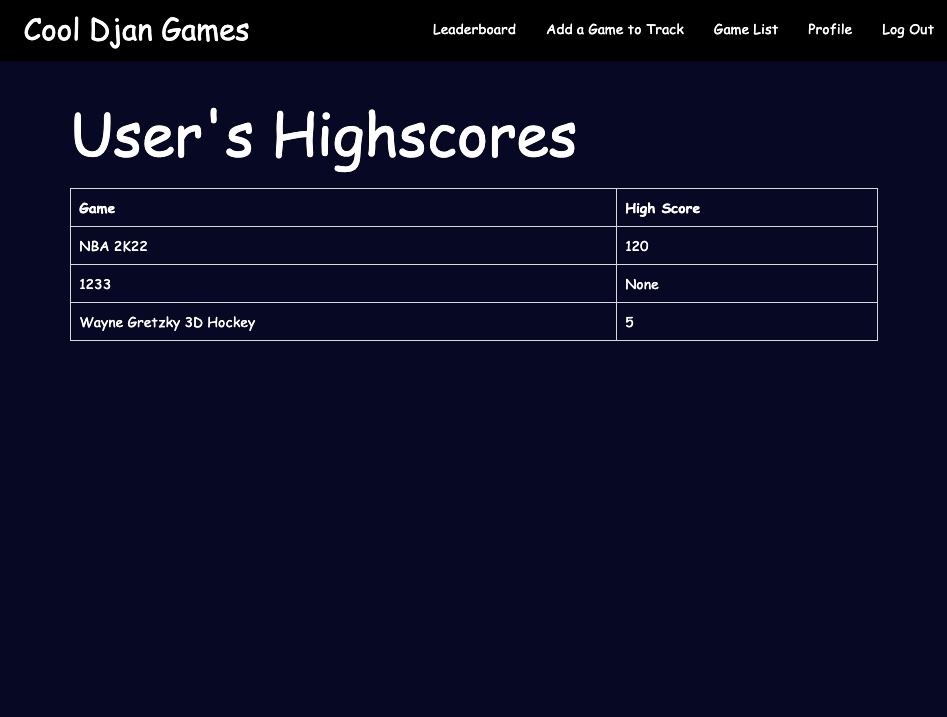 Cool Djan Games Leaderboard Add a Game to Track Game List Profile Log Out
User's Highscores
Game High Score
NBA 2K22 120
1233 None
Wayne Gretzky 3D Hockey 5